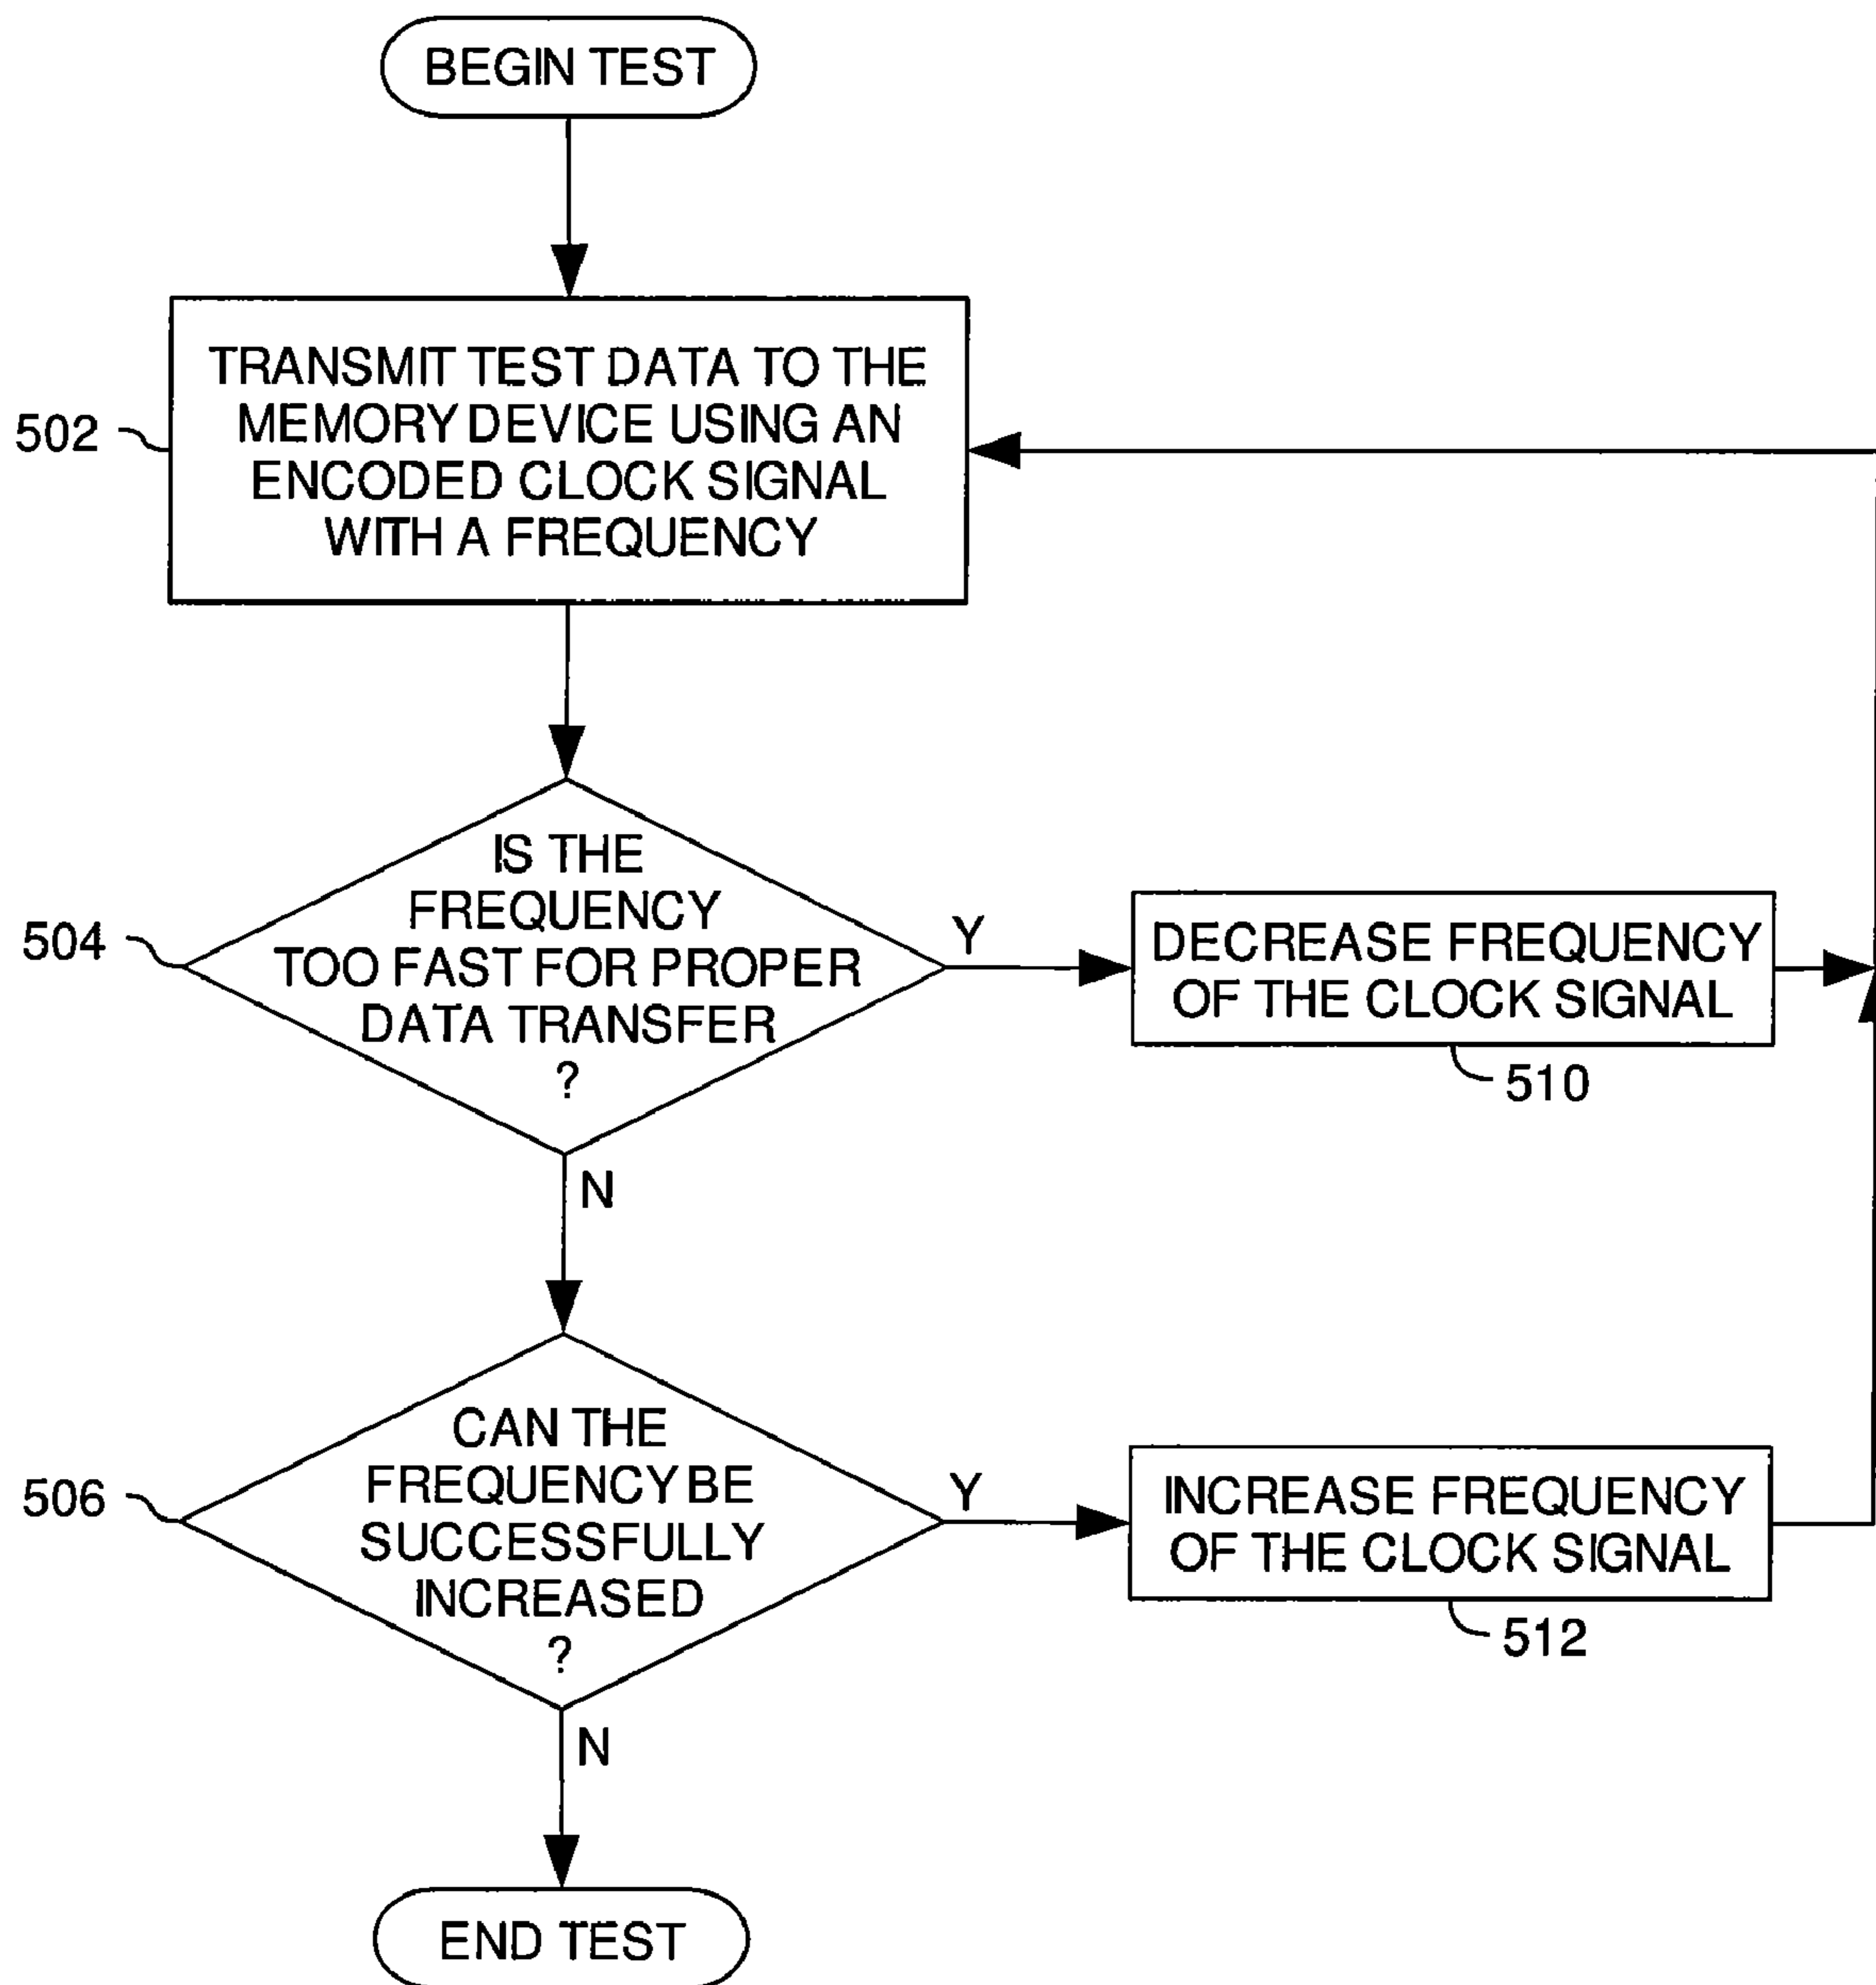 BEGIN TEST
502
TRANSMIT TEST DATA TO THE
MEMORY DEVICE USING AN
ENCODED CLOCK SIGNAL
WITH A FREQUENCY
504
IS THE
FREQUENCY
TOO FAST FOR PROPER
DATA TRANSFER
?
Y
DECREASE FREQUENCY
OF THE CLOCK SIGNAL
510
N
506
CAN THE
FREQUENCY BE
SUCCESSFULLY
INCREASED
?
Y
INCREASE FREQUENCY
OF THE CLOCK SIGNAL
512
N
END TEST